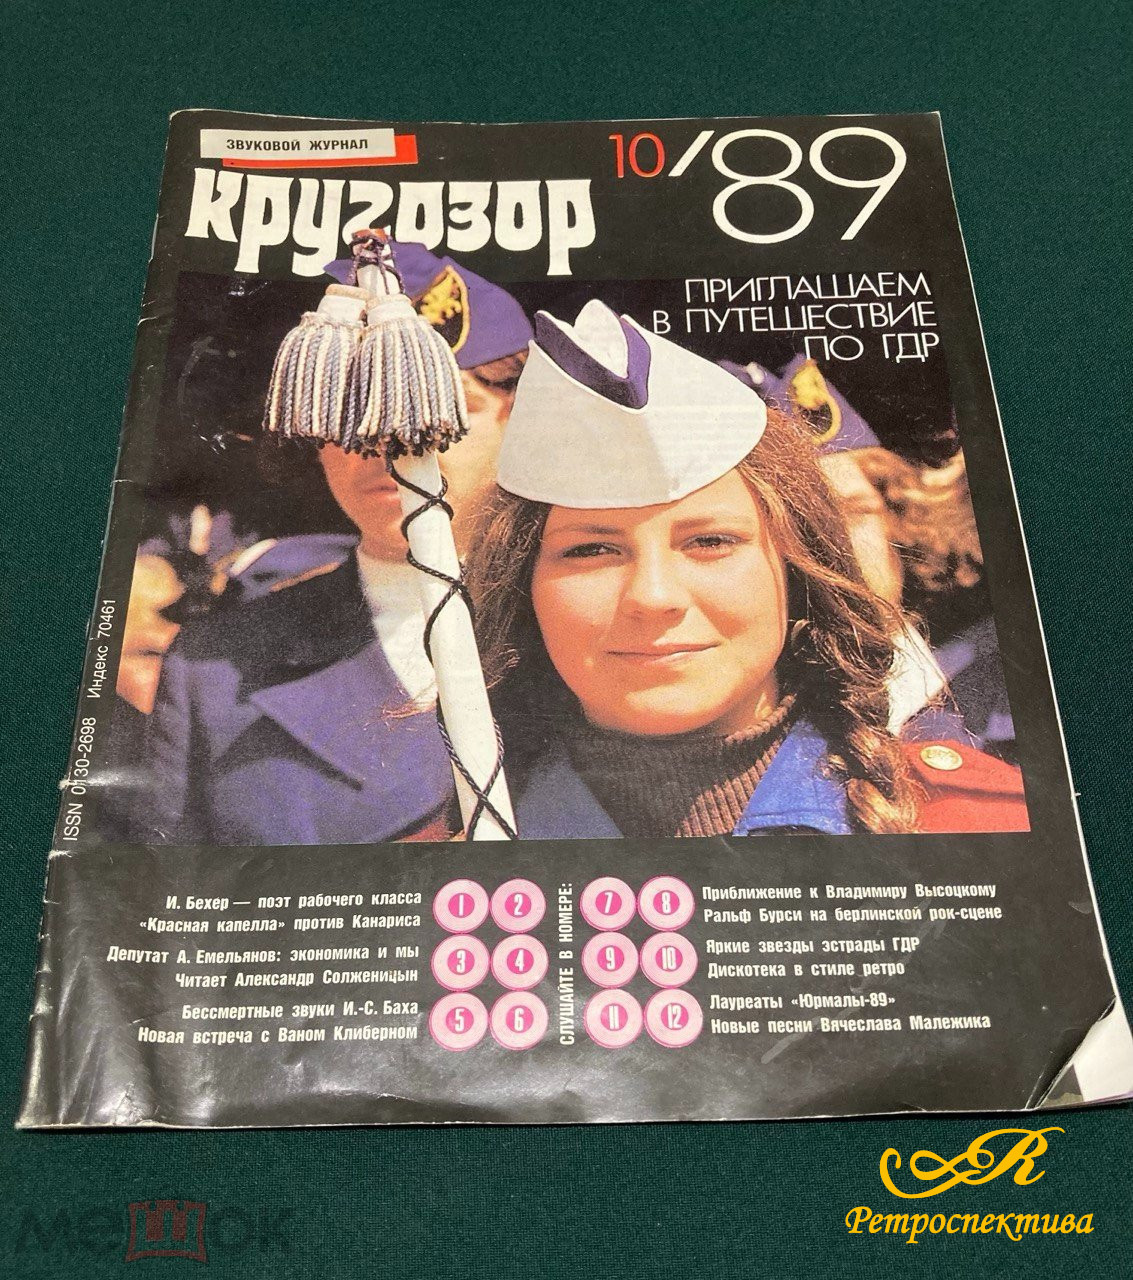 ЗВУКОВОЙ ЖУРНАЛ
кругозор
10/89
ПРИГЛАШАЕМ
В ПУТЕШЕСТВИЕ
ПО ГДР
ISSN 0130-2698 Индекс 70461
И. Бехер — поэт рабочего класса
«Красная капелла» против Канариса
Депутат А. Емельянов: экономика и мы
Читает Александр Солженицын
Бессмертные звуки И.-С. Баха
Новая встреча с Ваном Клиберном
1 2
3 4
5 6
СЛУШАЙТЕ В НОМЕРЕ:
7 8
9 10
11 12
Приближение к Владимиру Высоцкому
Ральф Бурси на берлинской рок-сцене
Яркие звезды эстрады ГДР
Дискотека в стиле ретро
Лауреаты «Юрмалы-89»
Новые песни Вячеслава Малежика
R
Ретроспектива
мешок